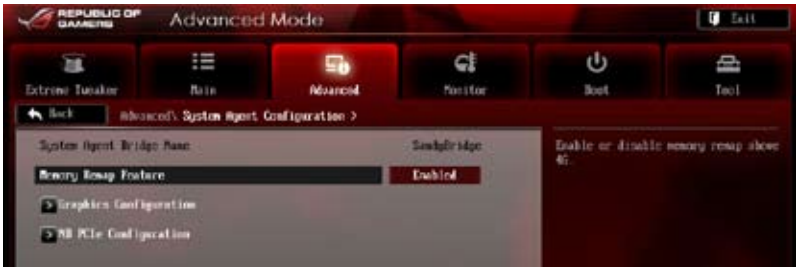 REPUBLIC OF
GAMERS
Advanced Mode
Exit
Extreme Tweaker
Main
Advanced
Monitor
Boot
Tool
Back
Advanced\ System Agent Configuration >
System Agent Bridge Name
SandyBridge
Enable or disable memory remap above
4G.
Memory Remap Feature
Enabled
> Graphics Configuration
> NB PCIe Configuration